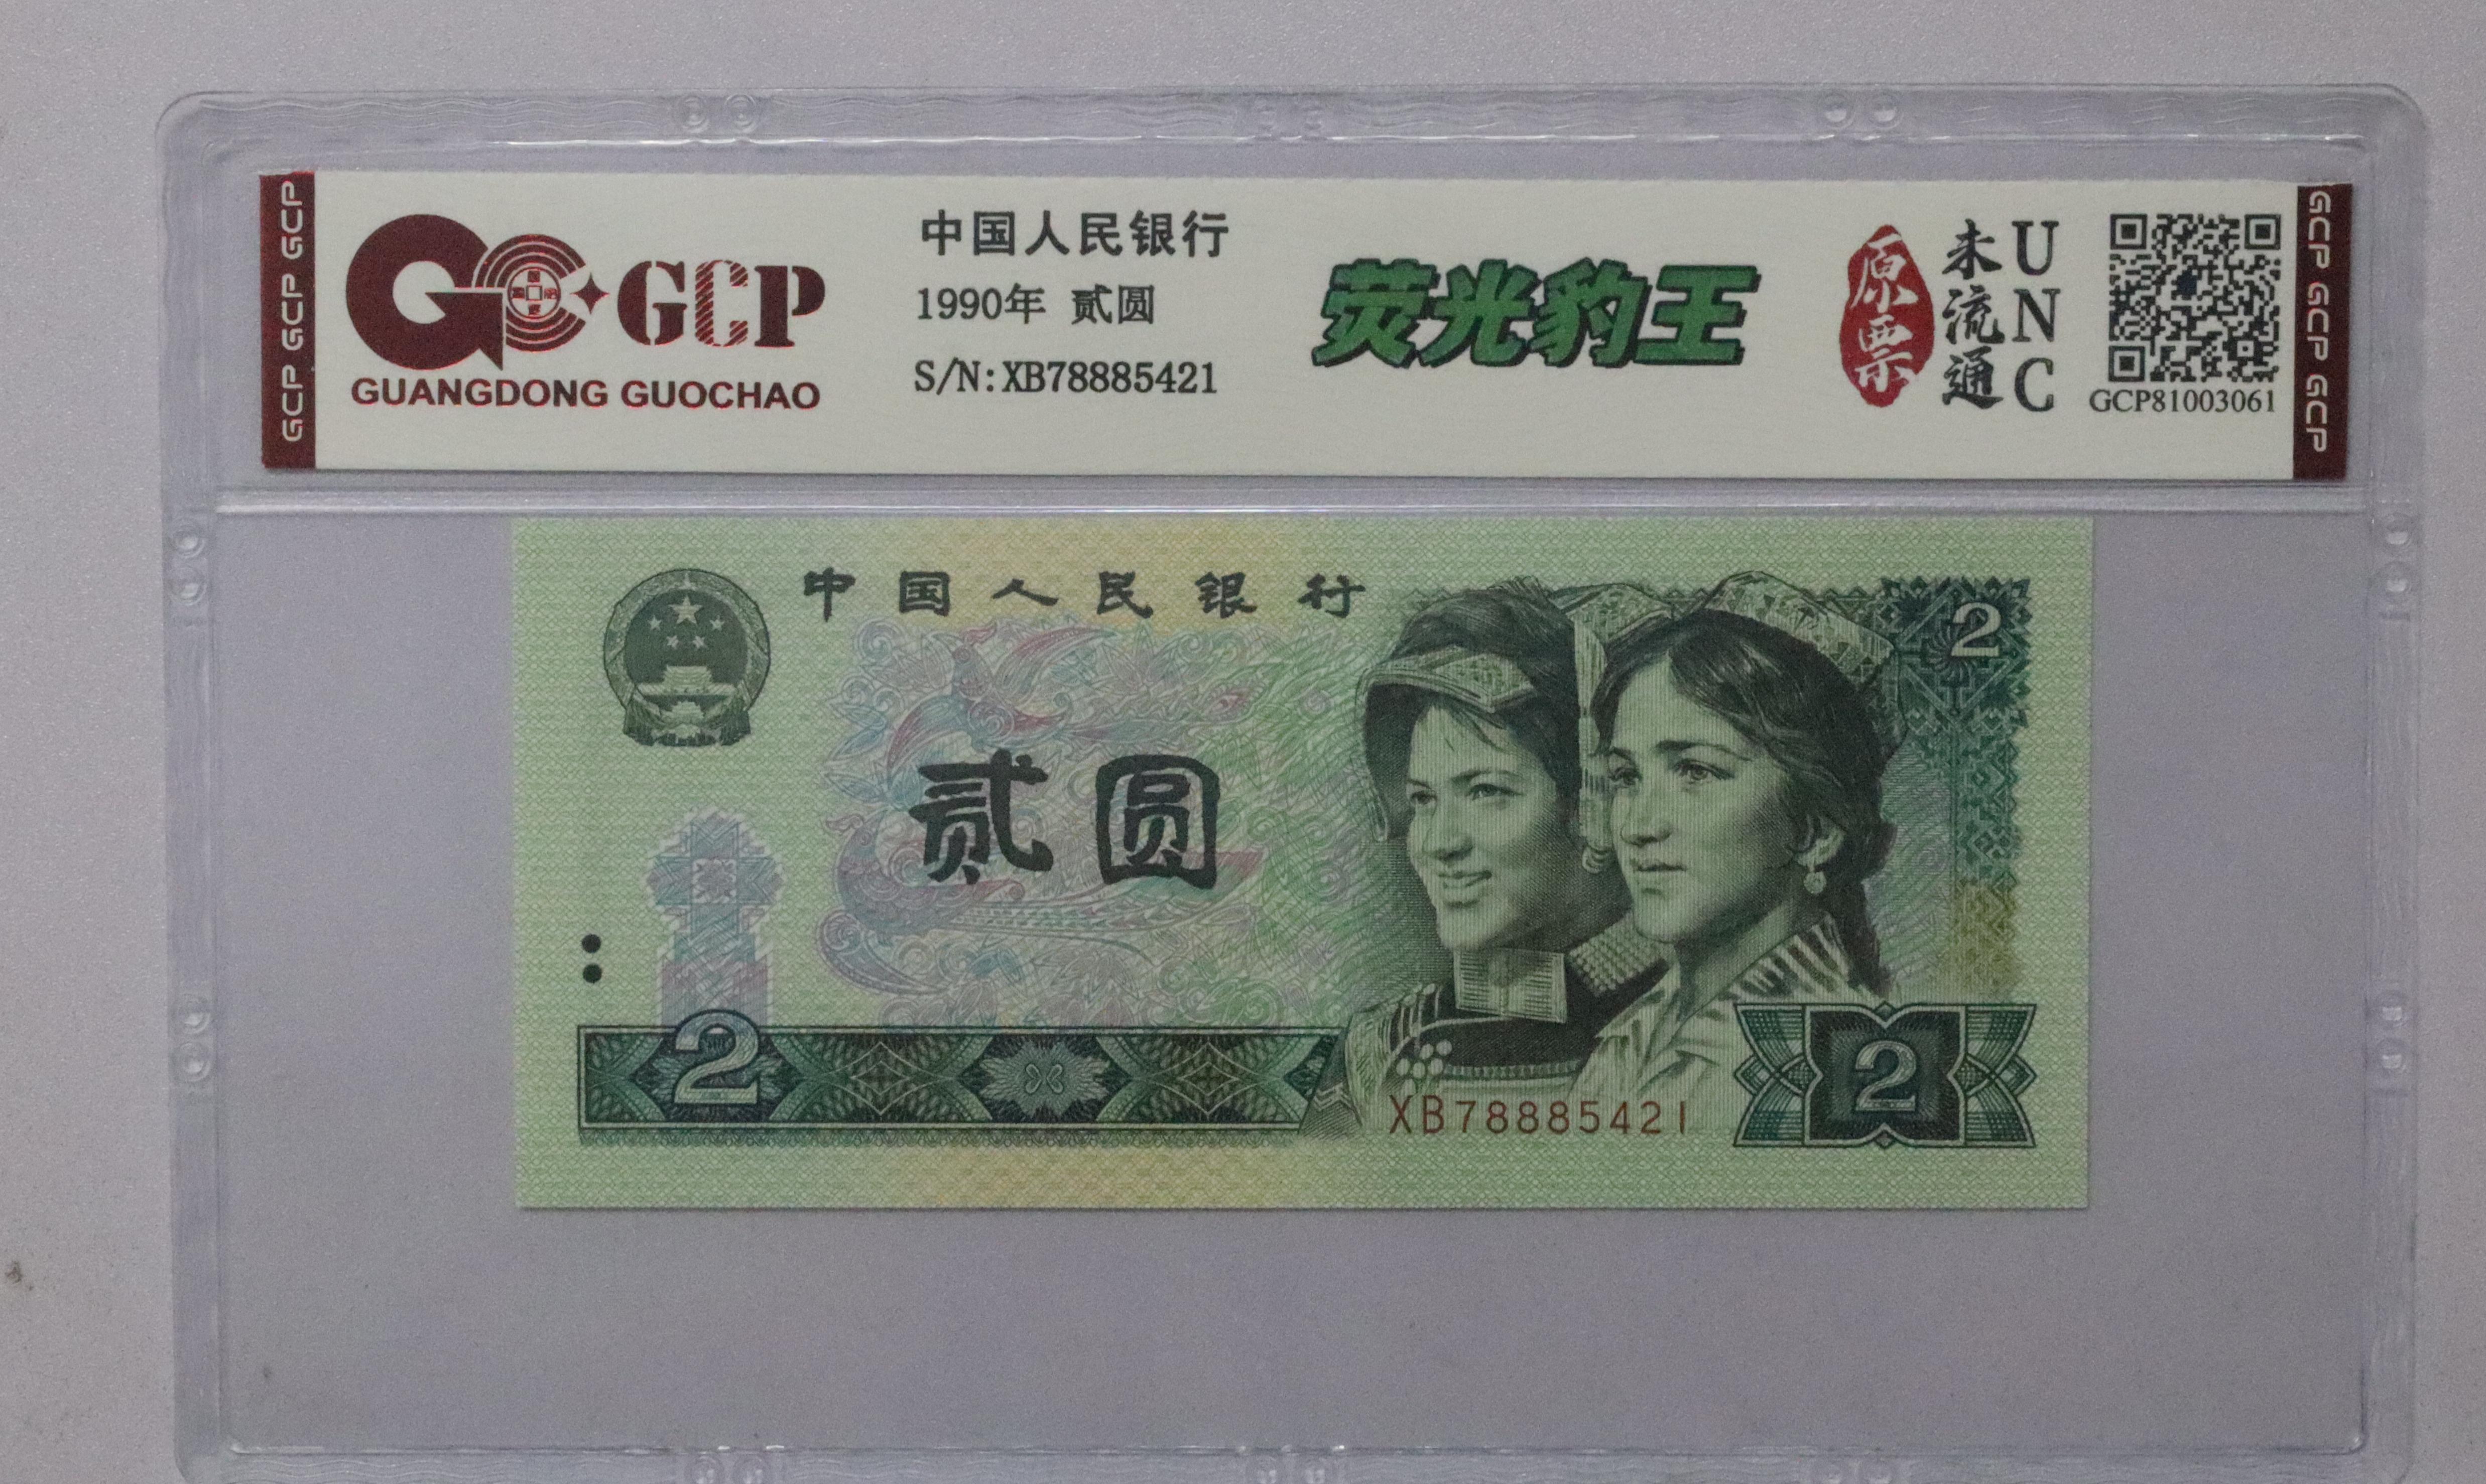 GCP GCP GCP
GCP
GUANGDONG GUOCHAO
中国人民银行
1990年 贰圆
S/N:XB78885421
荧光豹王
原票
未流通
UNC
GCP81003061
GCP GCP GCP
中国人民银行
2
贰圆
2
XB78885421
2